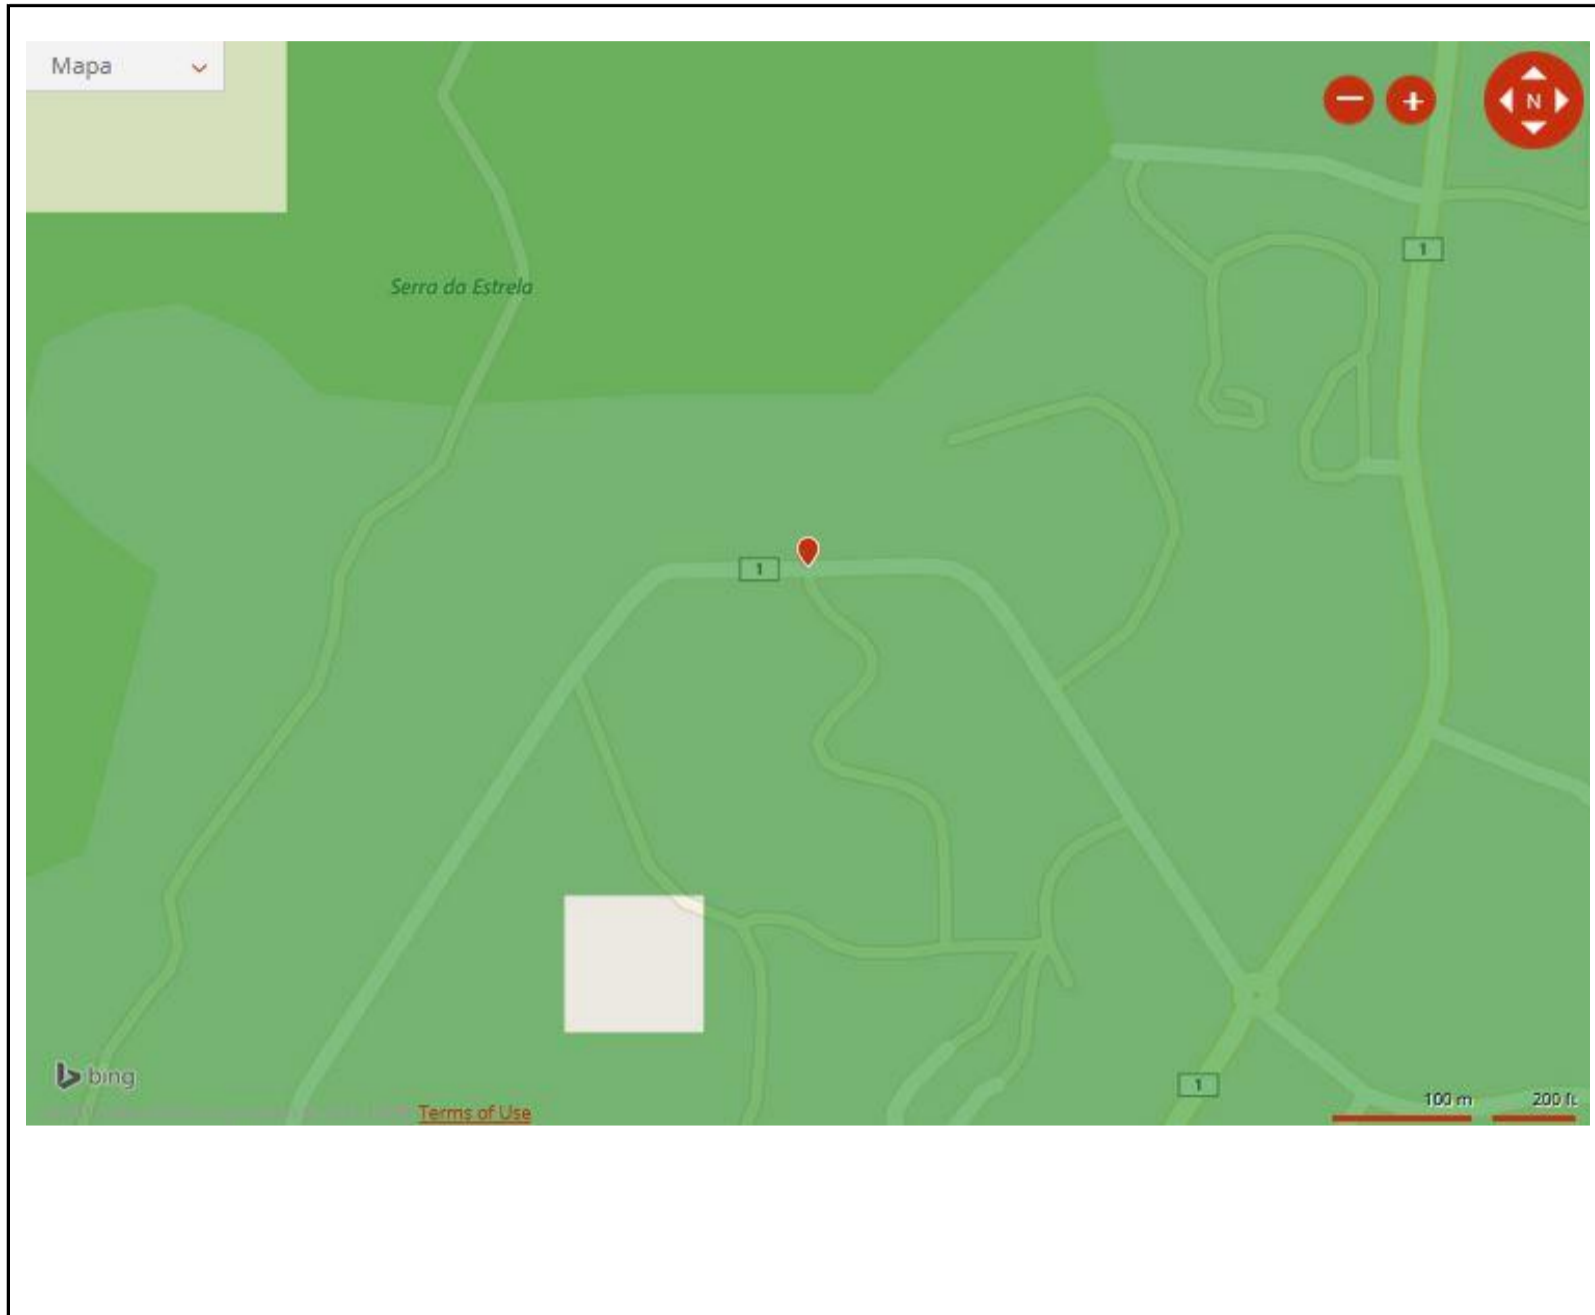 Mapa
N
1
Serra da Estrela
1
bing
1
100 m 200 ft
Terms of Use